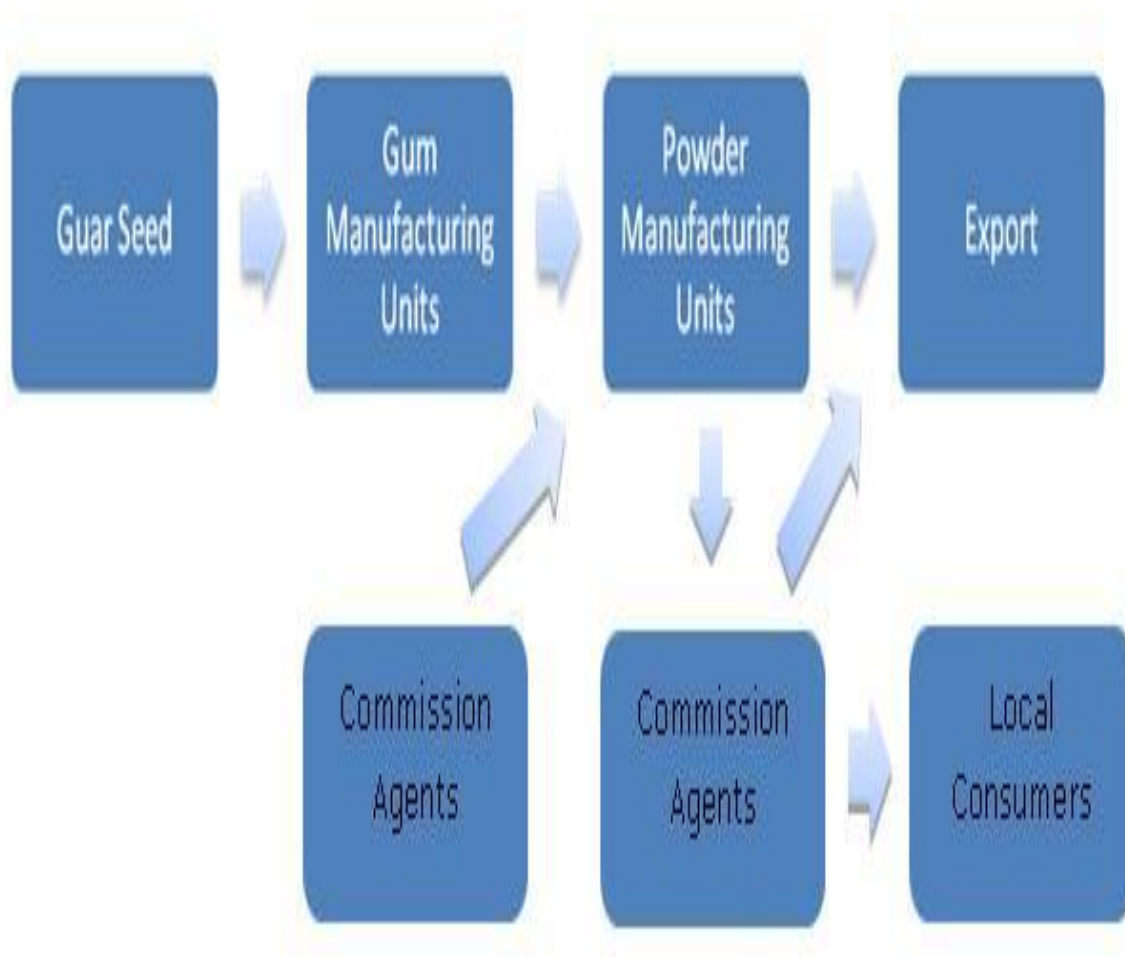 Guar Seed
Gum
Manufacturing
Units
Powder
Manufacturing
Units
Export
Commission
Agents
Commission
Agents
Local
Consumers